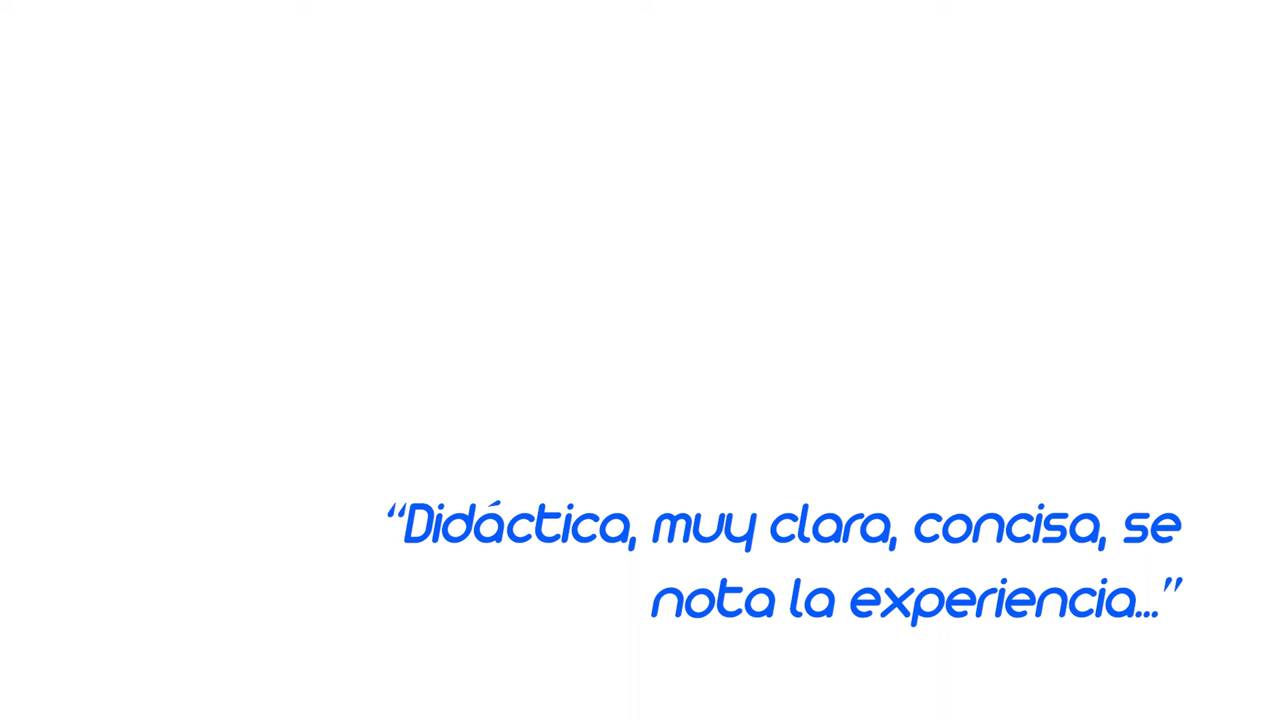 “Didáctica, muy clara, concisa, se
nota la experiencia...”